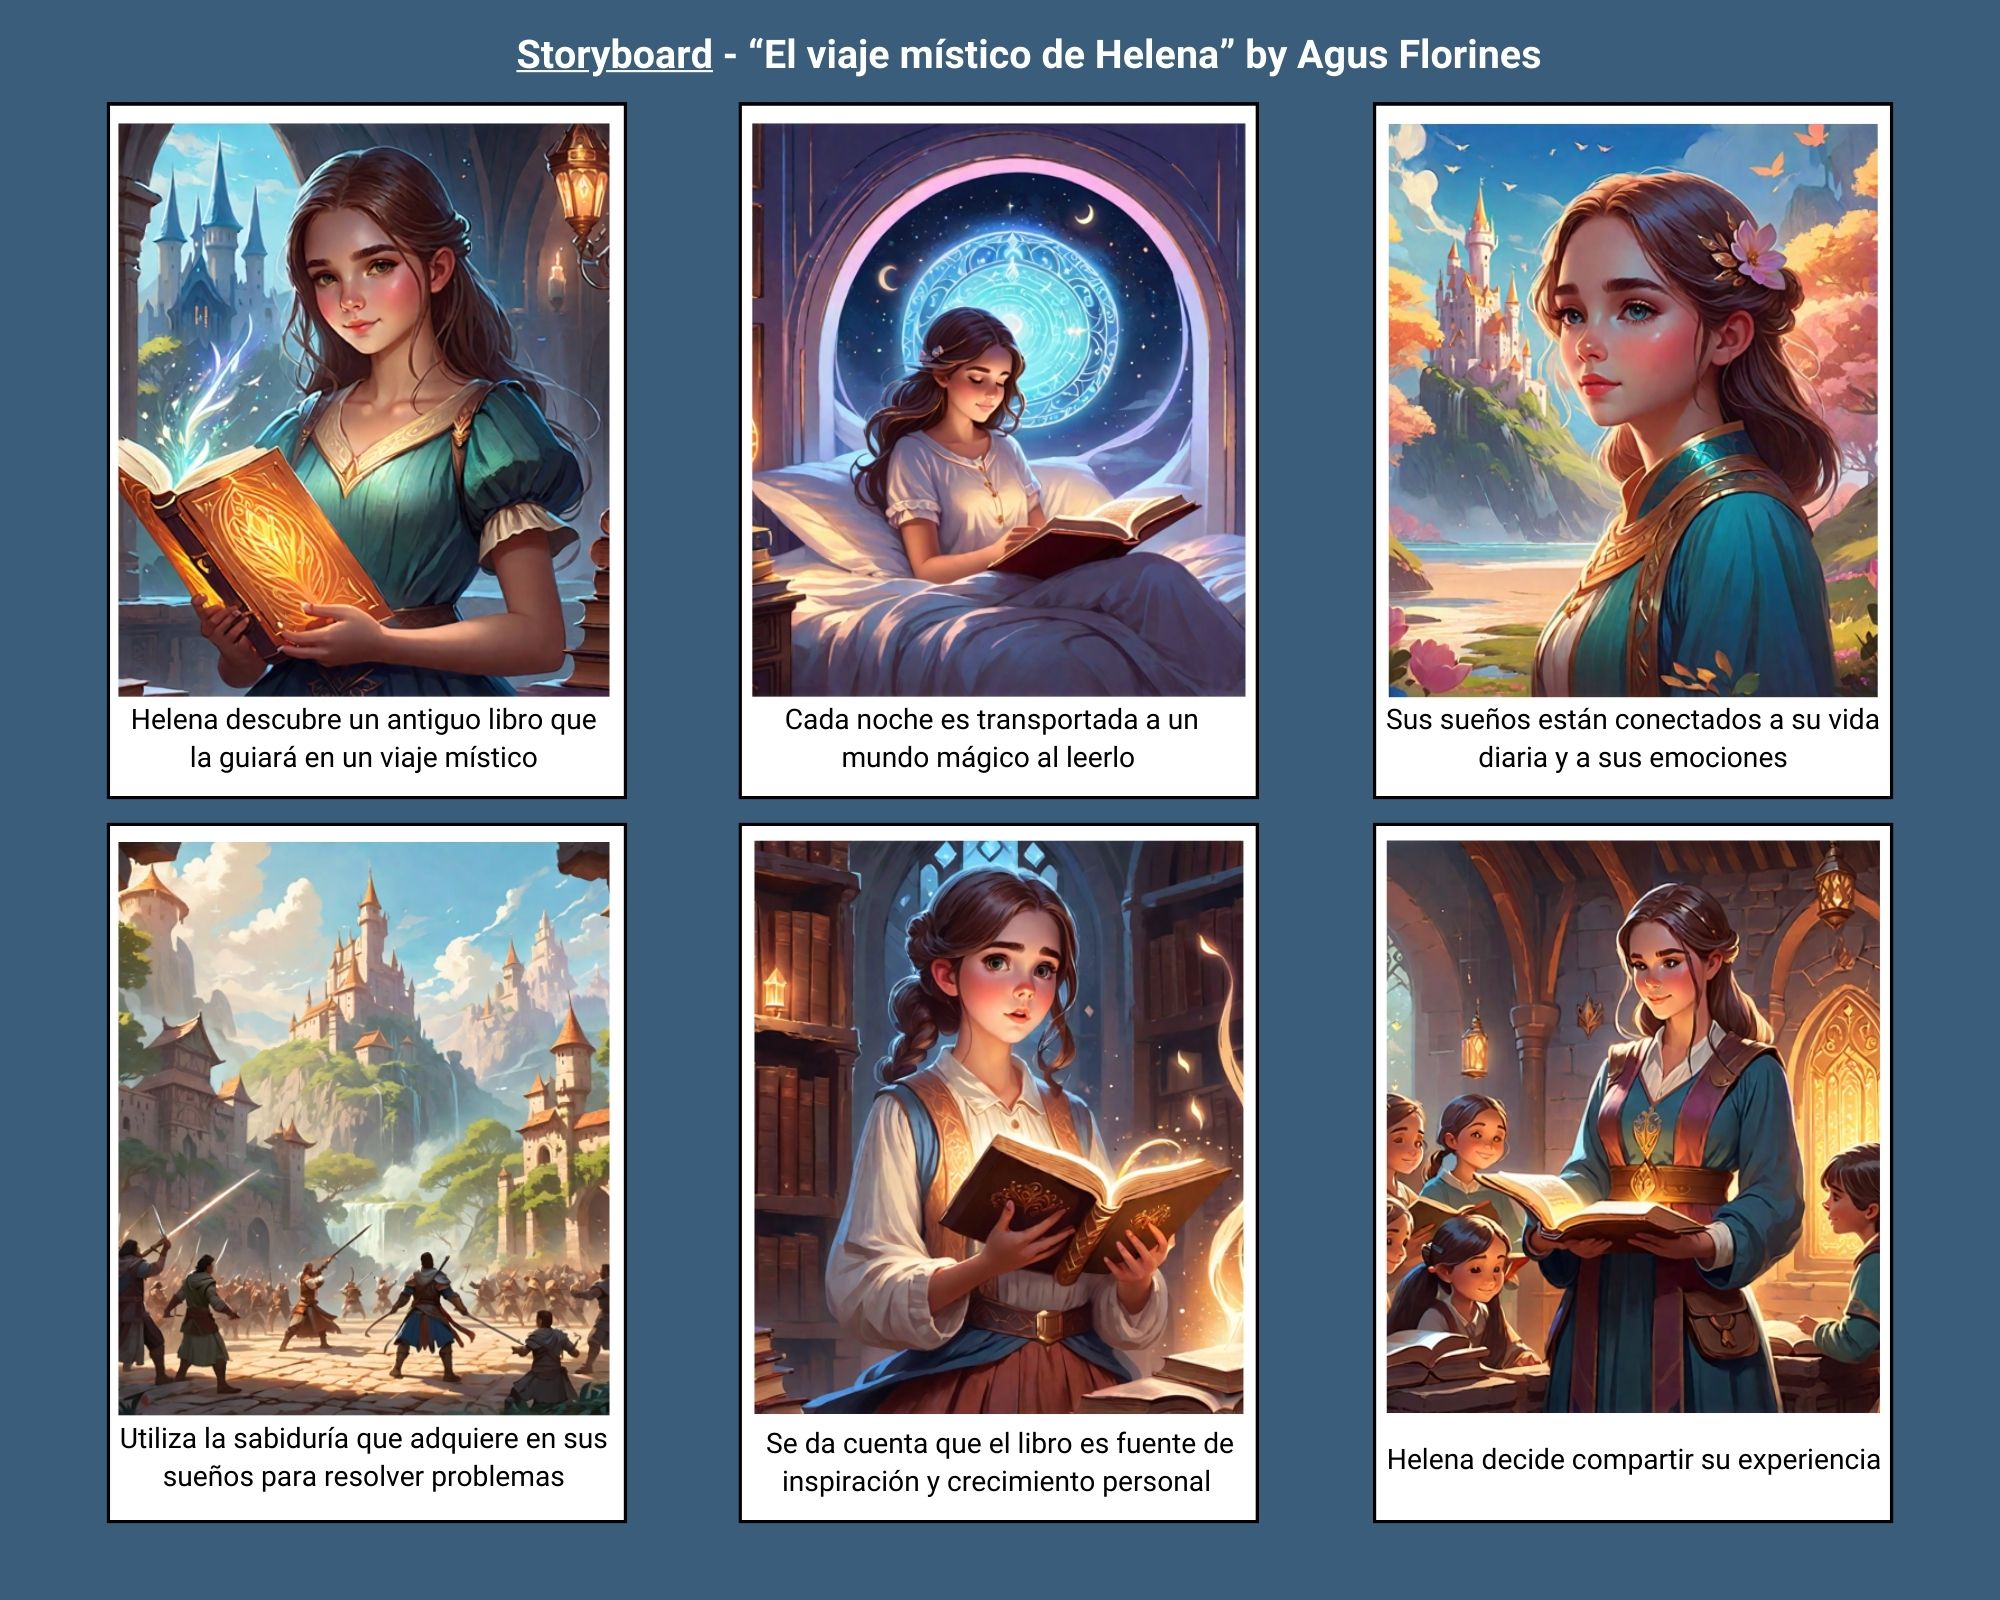 Storyboard - “El viaje místico de Helena” by Agus Florines
Helena descubre un antiguo libro que
la guiará en un viaje místico
Cada noche es transportada a un
mundo mágico al leerlo
Sus sueños están conectados a su vida
diaria y a sus emociones
Utiliza la sabiduría que adquiere en sus
sueños para resolver problemas
Se da cuenta que el libro es fuente de
inspiración y crecimiento personal
Helena decide compartir su experiencia